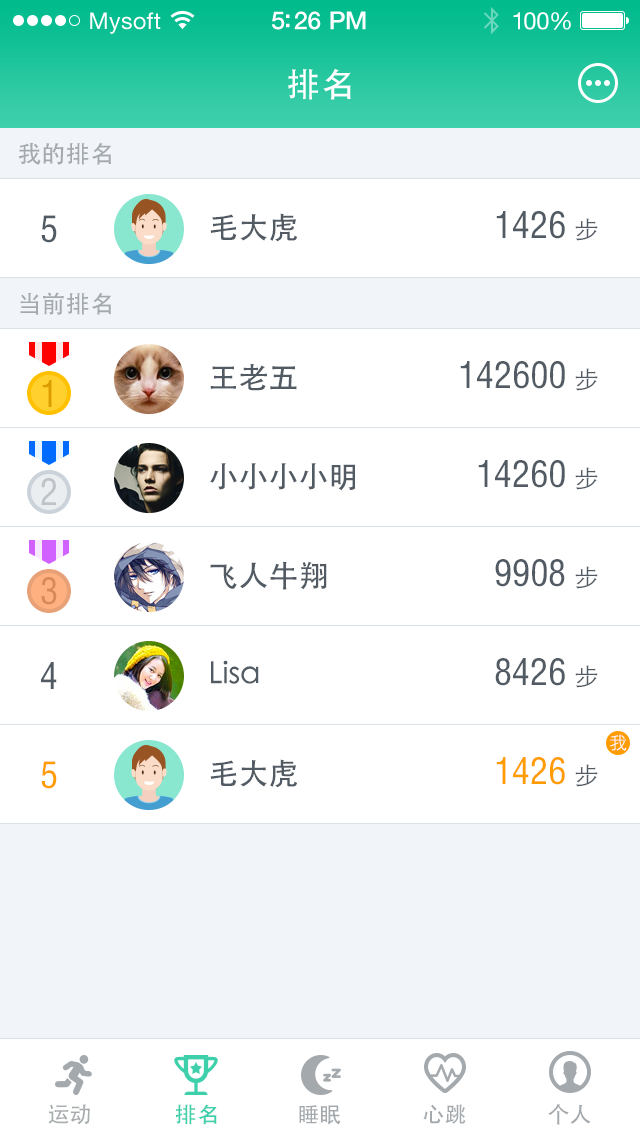 Mysoft 5:26 PM 100%
排名
我的排名
5 毛大虎 1426 步
当前排名
1 王老五 142600 步
2 小小小小明 14260 步
3 飞人牛翔 9908 步
4 Lisa 8426 步
我
5 毛大虎 1426 步
zz
运动 排名 睡眠 心跳 个人